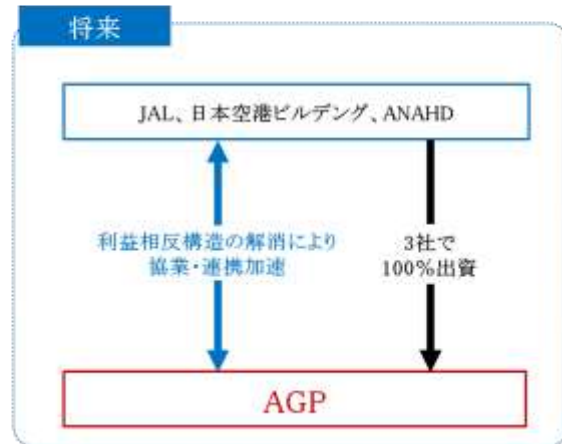 将来
JAL、日本空港ビルデング、ANAHD
利益相反構造の解消により
協業・連携加速
3社で
100%出資
AGP